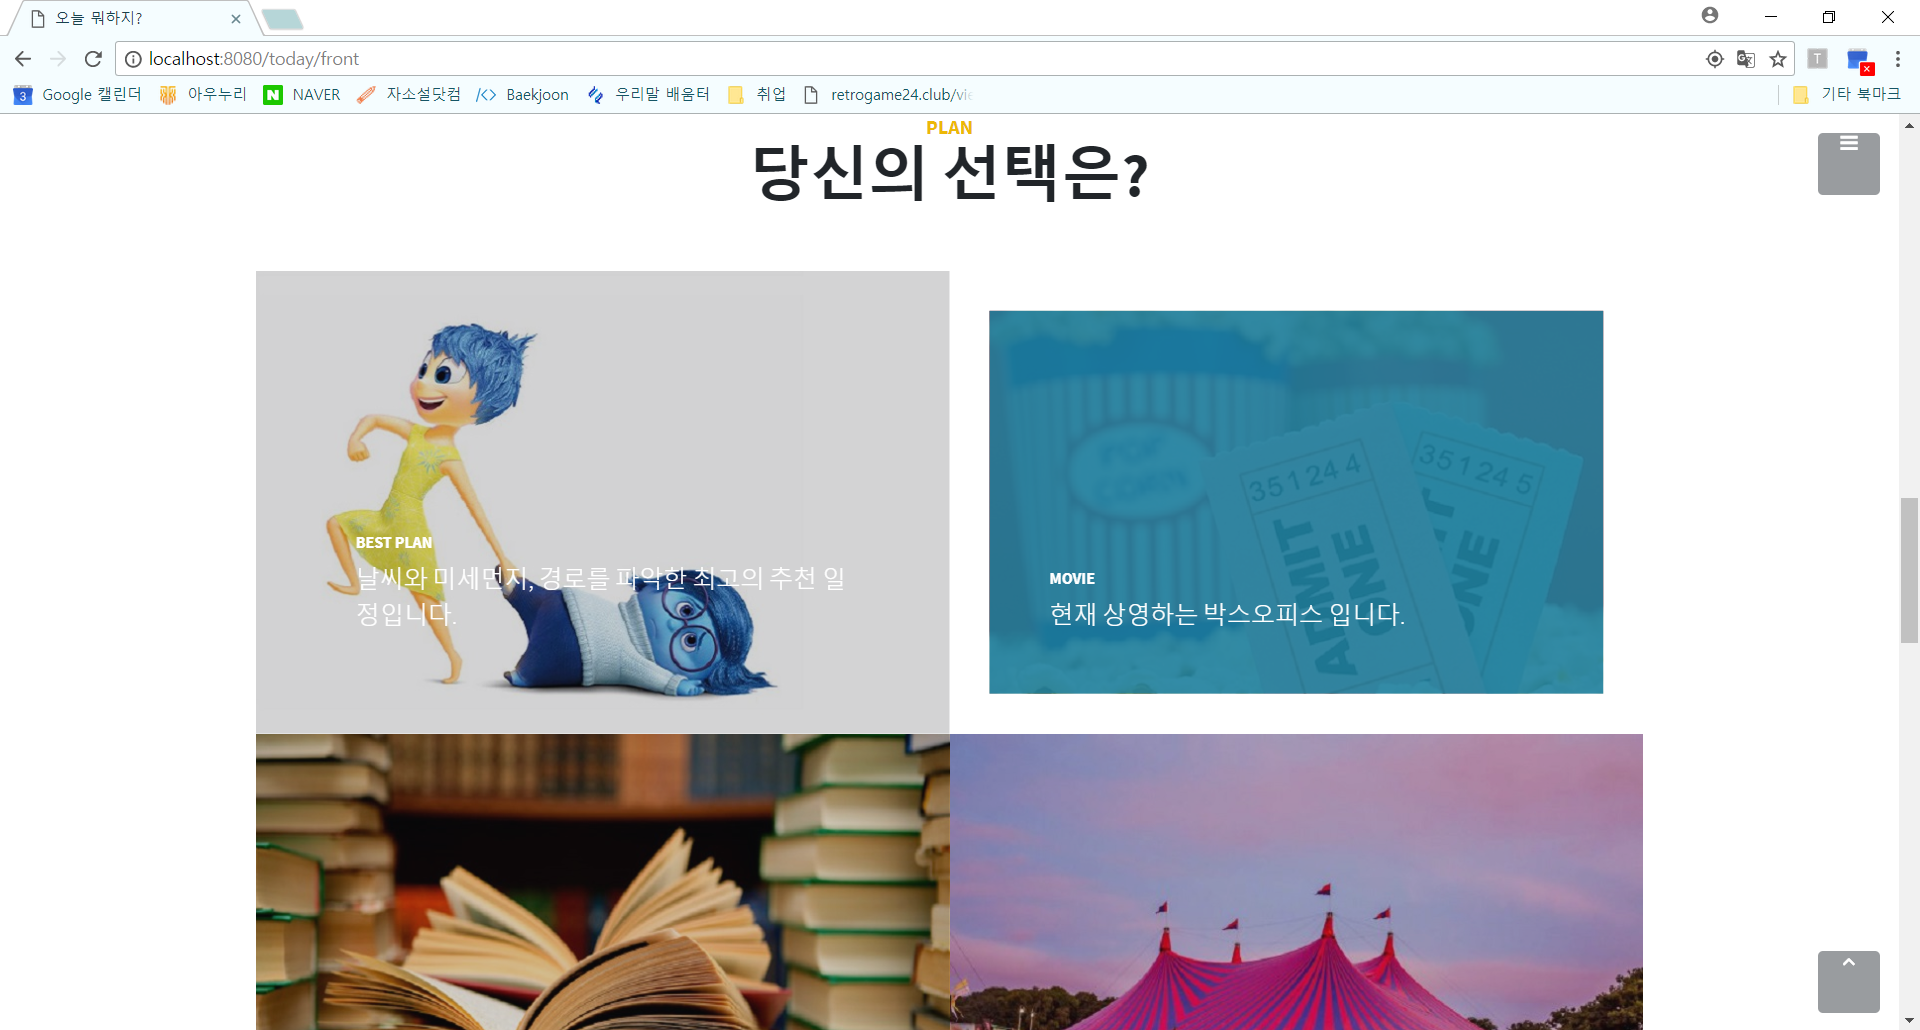 오늘 뭐하지?
localhost:8080/today/front
T
3 Google 캘린더 아우누리 N NAVER 자소설닷컴 </> Baekjoon 우리말 배움터 취업 retrogame24.club/vie 기타 북마크
PLAN
당신의 선택은?
BEST PLAN
날씨와 미세먼지, 경로를 파악한 최고의 추천 일
정입니다.
POP
CORN
351244
ADMIT
ONE
351245
MOVIE
현재 상영하는 박스오피스 입니다.